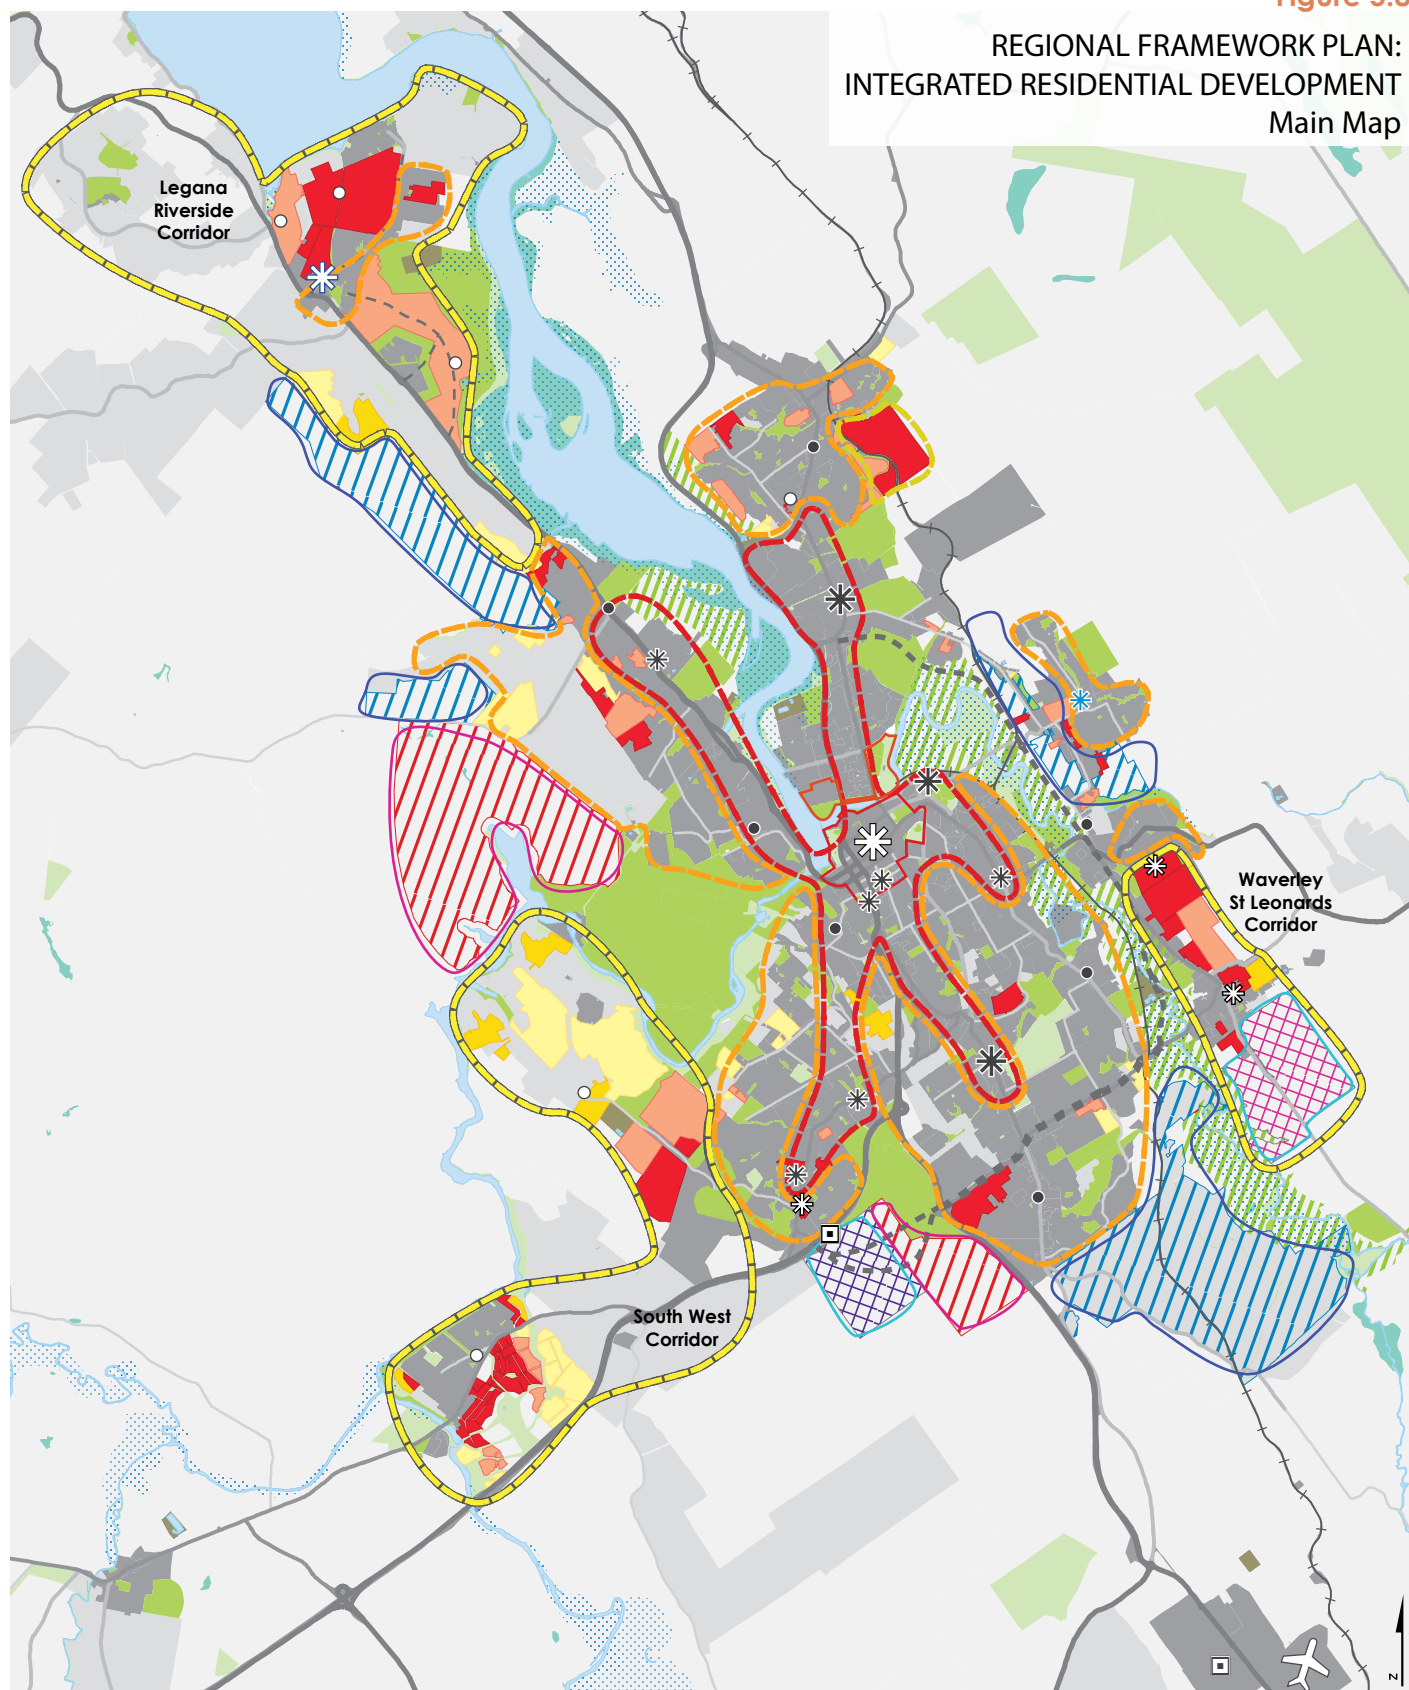 REGIONAL FRAMEWORK PLAN:
INTEGRATED RESIDENTIAL DEVELOPMENT
Main Map
Legana
Riverside
Corridor
Waverley
St Leonards
Corridor
South West
Corridor
N